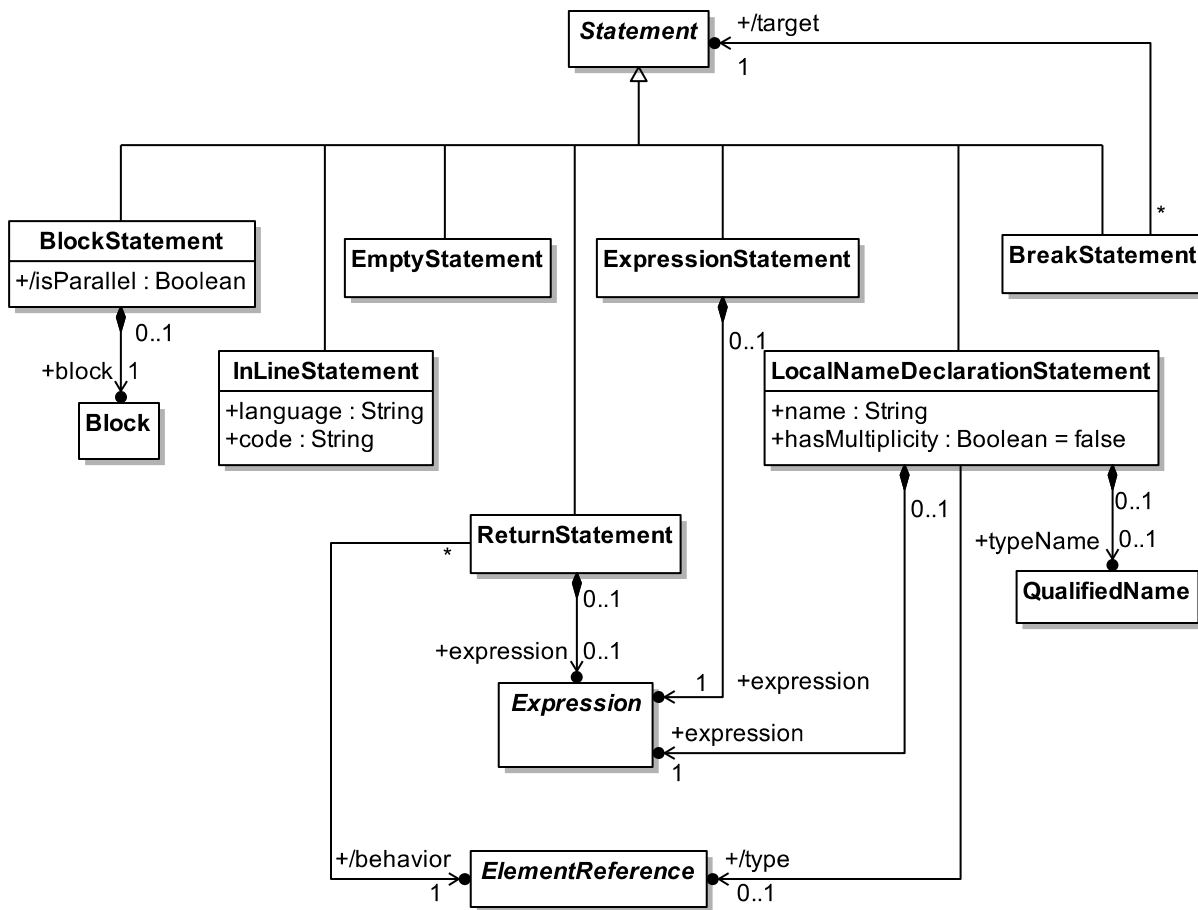 Statement
+/target
1
*
BlockStatement
+/isParallel : Boolean
EmptyStatement
ExpressionStatement
BreakStatement
0..1
+block
1
Block
InLineStatement
+language : String
+code : String
0..1
LocalNameDeclarationStatement
+name : String
+hasMultiplicity : Boolean = false
0..1
0..1
+typeName
0..1
QualifiedName
ReturnStatement
*
0..1
+expression
0..1
Expression
1
+expression
+expression
1
+/behavior
1
ElementReference
+/type
0..1